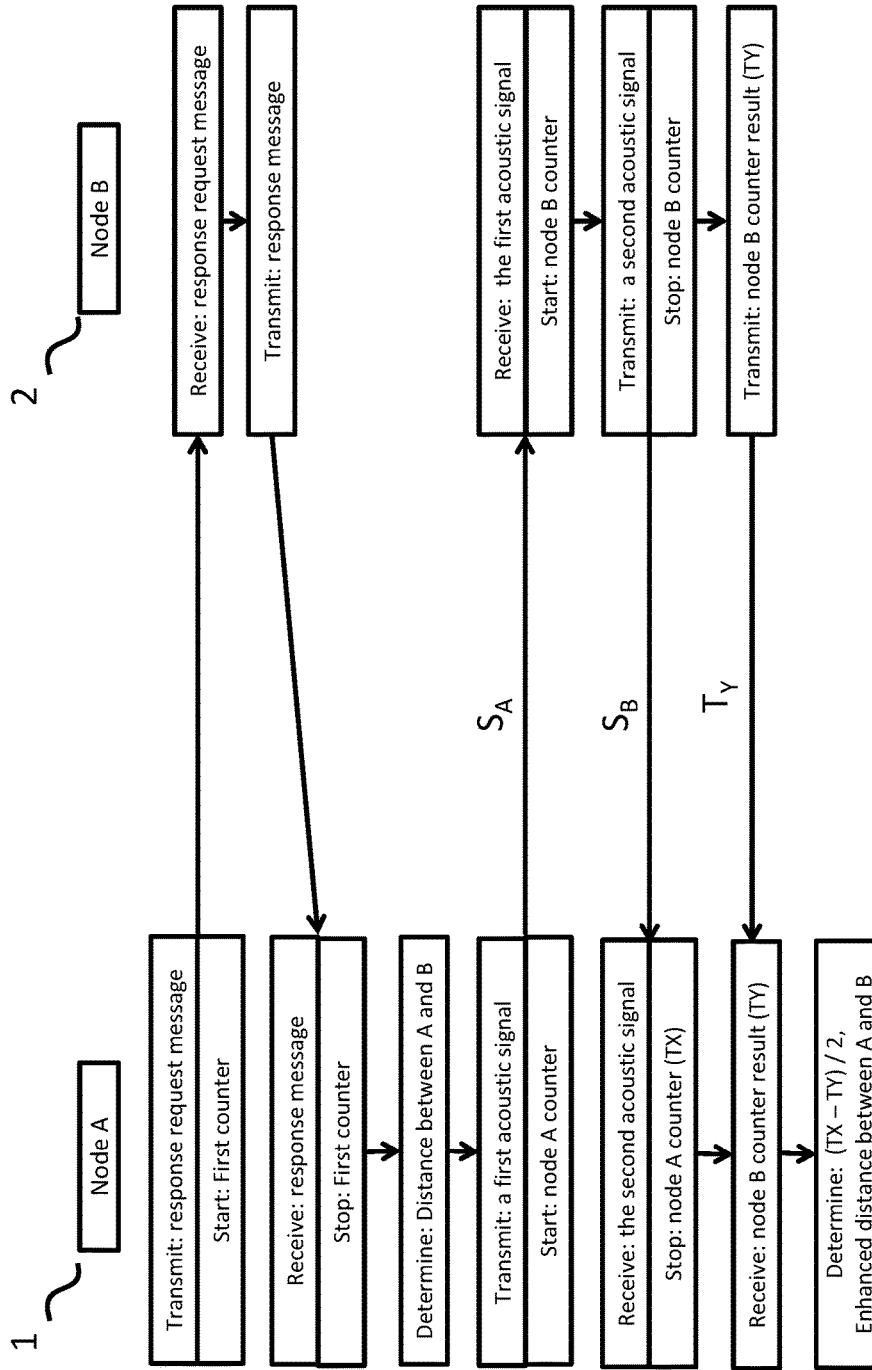 1
Node A
2
Node B
Transmit: response request message
Start: First counter
Receive: response request message
Transmit: response message
Receive: response message
Stop: First counter
Determine: Distance between A and B
Transmit: a first acoustic signal
Start: node A counter
S_A
Receive: the first acoustic signal
Start: node B counter
Transmit: a second acoustic signal
Stop: node B counter
S_B
Receive: the second acoustic signal
Stop: node A counter (TX)
Transmit: node B counter result (TY)
T_Y
Receive: node B counter result (TY)
Determine: (TX – TY) / 2,
Enhanced distance between A and B